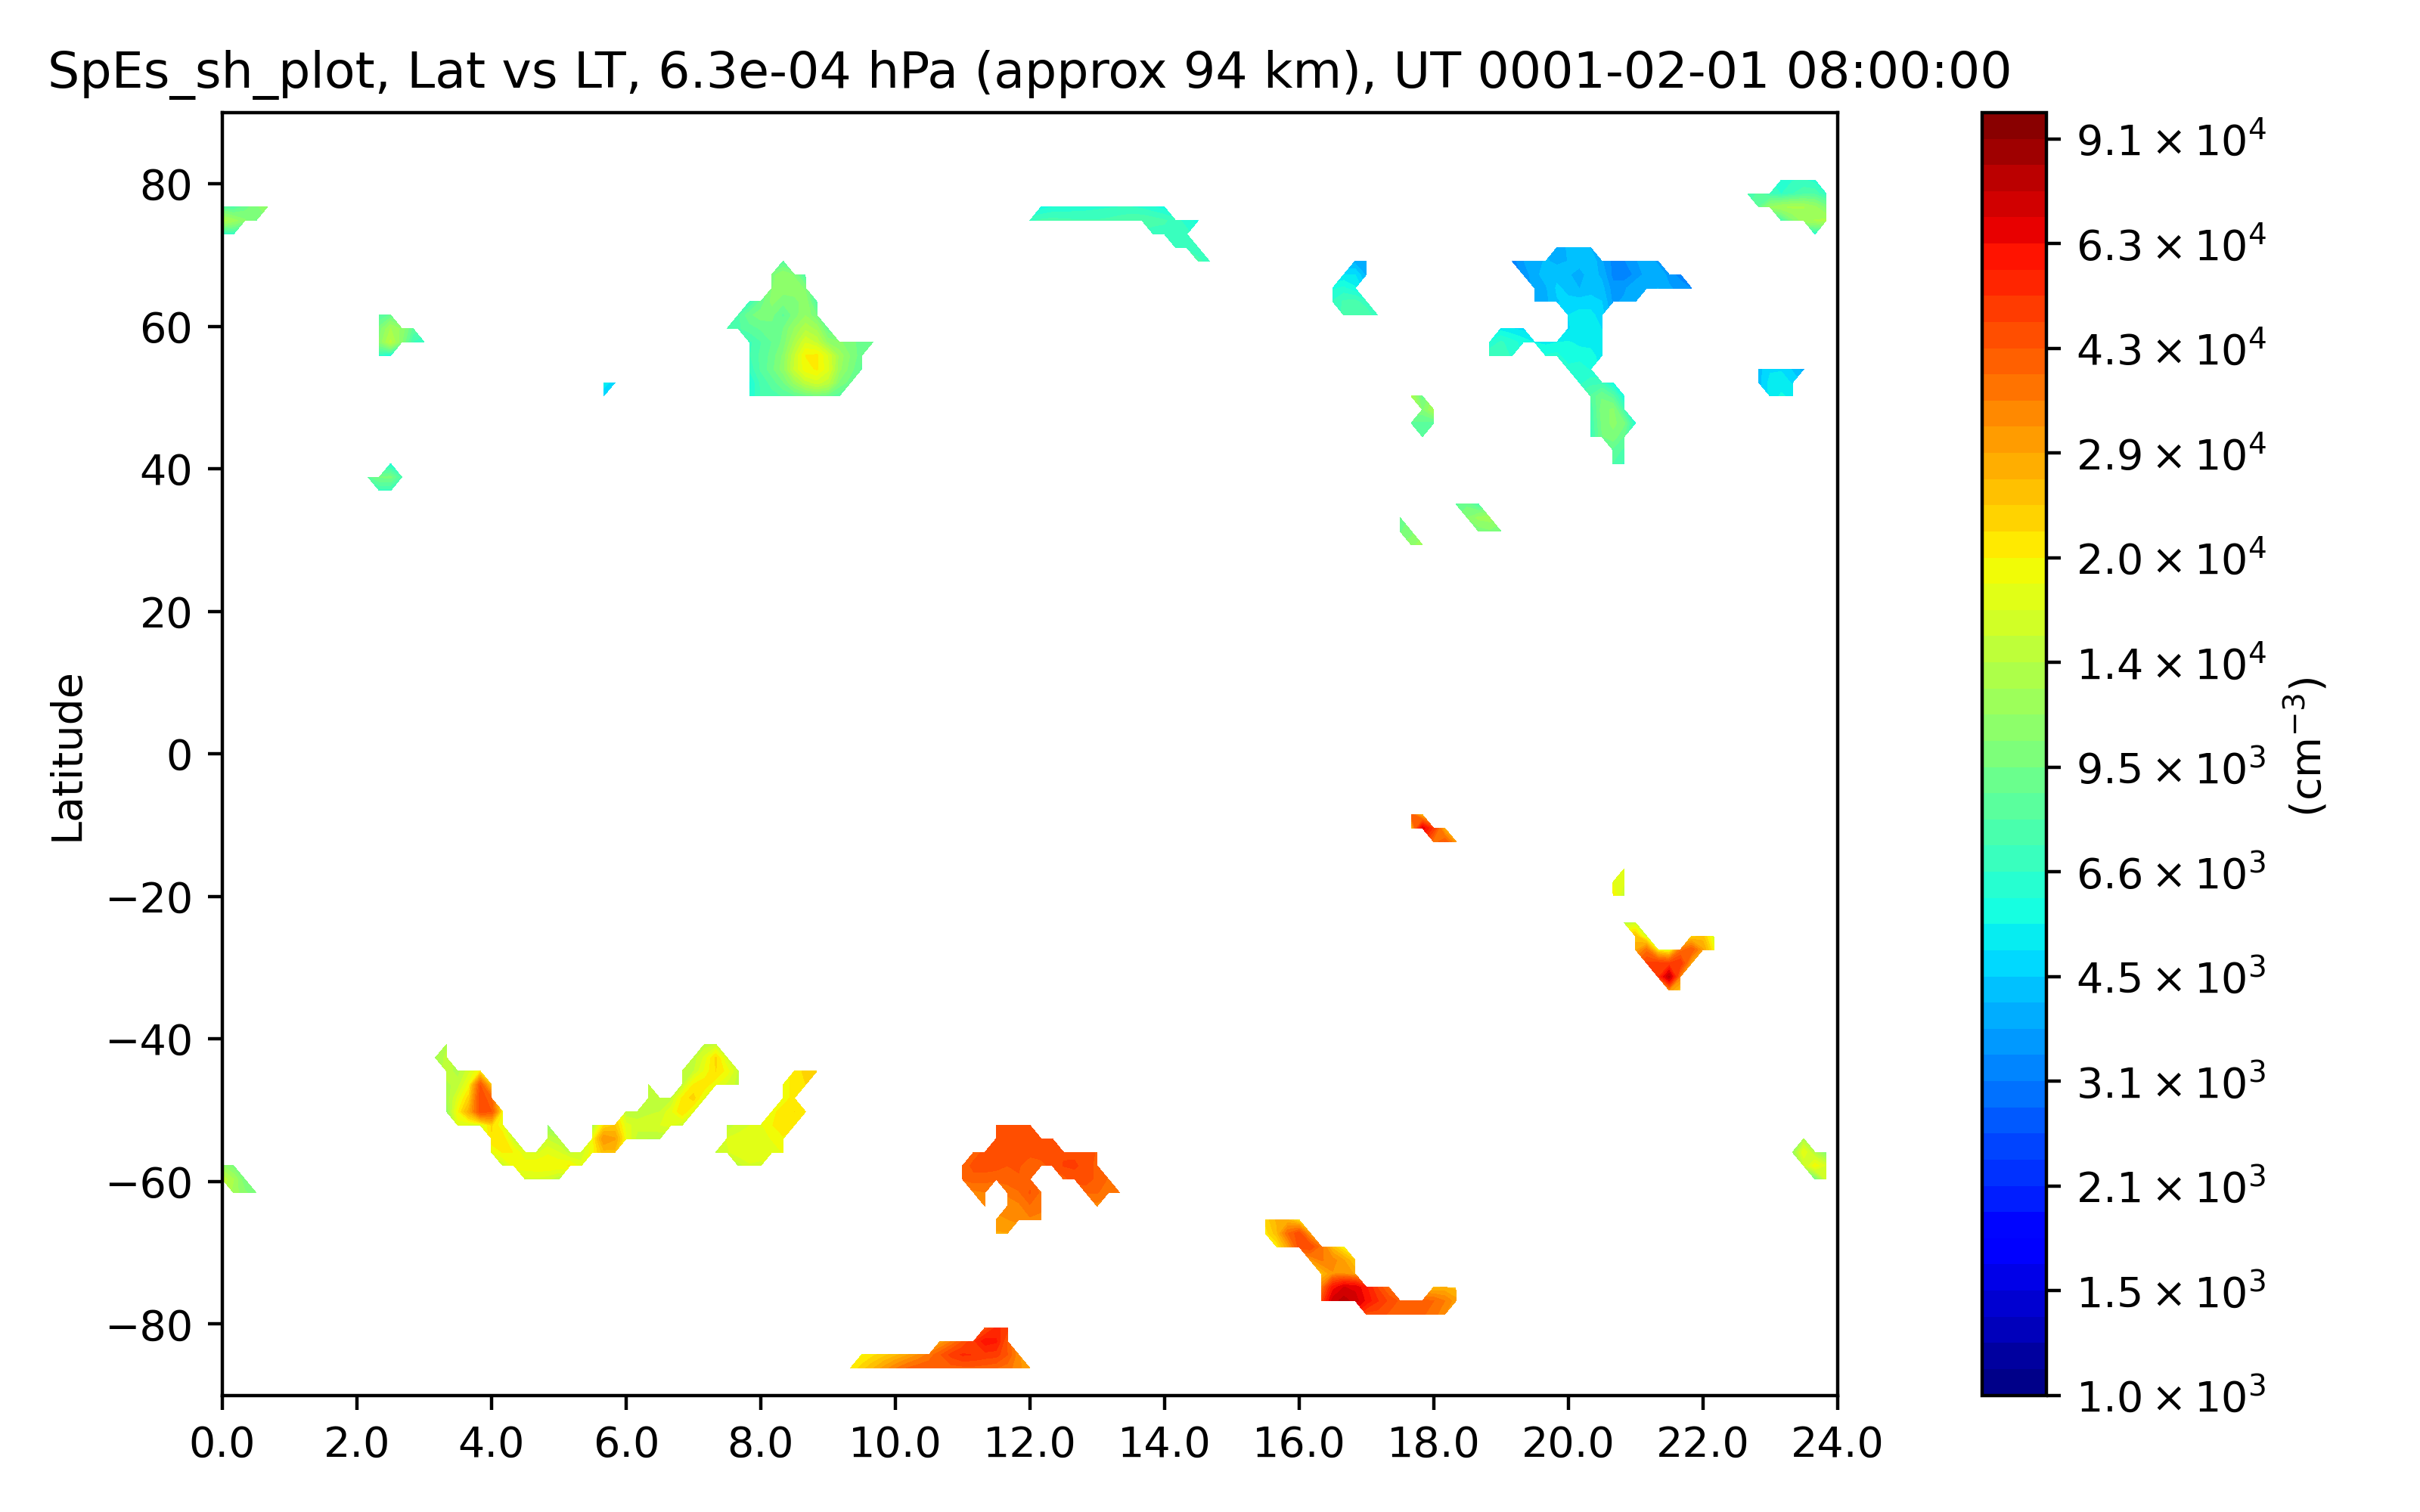 SpEs_sh_plot, Lat vs LT, 6.3e-04 hPa (approx 94 km), UT 0001-02-01 08:00:00
80
60
40
20
0
−20
−40
−60
−80
Latitude
0.0 2.0 4.0 6.0 8.0 10.0 12.0 14.0 16.0 18.0 20.0 22.0 24.0
9.1 × 10⁴
6.3 × 10⁴
4.3 × 10⁴
2.9 × 10⁴
2.0 × 10⁴
1.4 × 10⁴
9.5 × 10³
6.6 × 10³
4.5 × 10³
3.1 × 10³
2.1 × 10³
1.5 × 10³
1.0 × 10³
(cm⁻³)